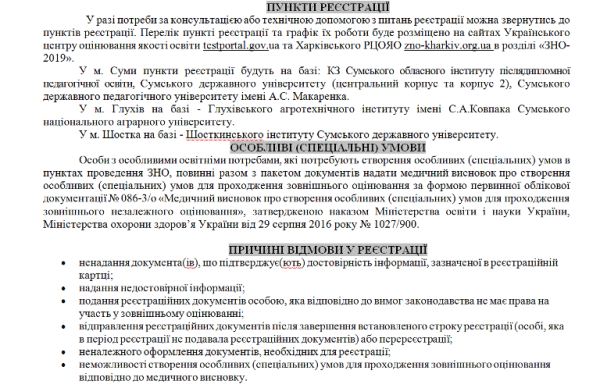 ПУНКТИ РЕЄСТРАЦІЇ
У разі потреби за консультацією або технічною допомогою з питань реєстрації можна звернутись до
пунктів реєстрації. Перелік пункті реєстрації та графік їх роботи буде розміщено на сайтах Українського
центру оцінювання якості освіти testportal.gov.ua та Харківського РЦОЯО zno-kharkiv.org.ua в розділі «ЗНО-
2019».
У м. Суми пункти реєстрації будуть на базі: КЗ Сумського обласного інституту післядипломної
педагогічної освіти, Сумського державного університету (центральний корпус та корпус 2), Сумського
державного педагогічного університету імені А.С. Макаренка.
У м. Глухів на базі - Глухівського агротехнічного інституту імені С.А.Ковпака Сумського
національного аграрного університету.
У м. Шостка на базі - Шосткинського інституту Сумського державного університету.
ОСОБЛИВІ (СПЕЦІАЛЬНІ) УМОВИ
Особи з особливими освітніми потребами, які потребують створення особливих (спеціальних) умов в
пунктах проведення ЗНО, повинні разом з пакетом документів надати медичний висновок про створення
особливих (спеціальних) умов для проходження зовнішнього оцінювання за формою первинної облікової
документації № 086-3/о «Медичний висновок про створення особливих (спеціальних) умов для проходження
зовнішнього незалежного оцінювання», затвердженою наказом Міністерства освіти і науки України,
Міністерства охорони здоров'я України від 29 серпня 2016 року № 1027/900.
ПРИЧИНІ ВІДМОВИ У РЕЄСТРАЦІЇ
• ненадання документа(ів), що підтверджує(ють) достовірність інформації, зазначеної в реєстраційній
картці;
• надання недостовірної інформації;
• подання реєстраційних документів особою, яка відповідно до вимог законодавства не має права на
участь у зовнішньому оцінюванні;
• відправлення реєстраційних документів після завершення встановленого строку реєстрації (особі, яка
в період реєстрації не подавала реєстраційних документів) або перереєстрації;
• неналежного оформлення документів, необхідних для реєстрації;
• неможливості створення особливих (спеціальних) умов для проходження зовнішнього оцінювання
відповідно до медичного висновку.